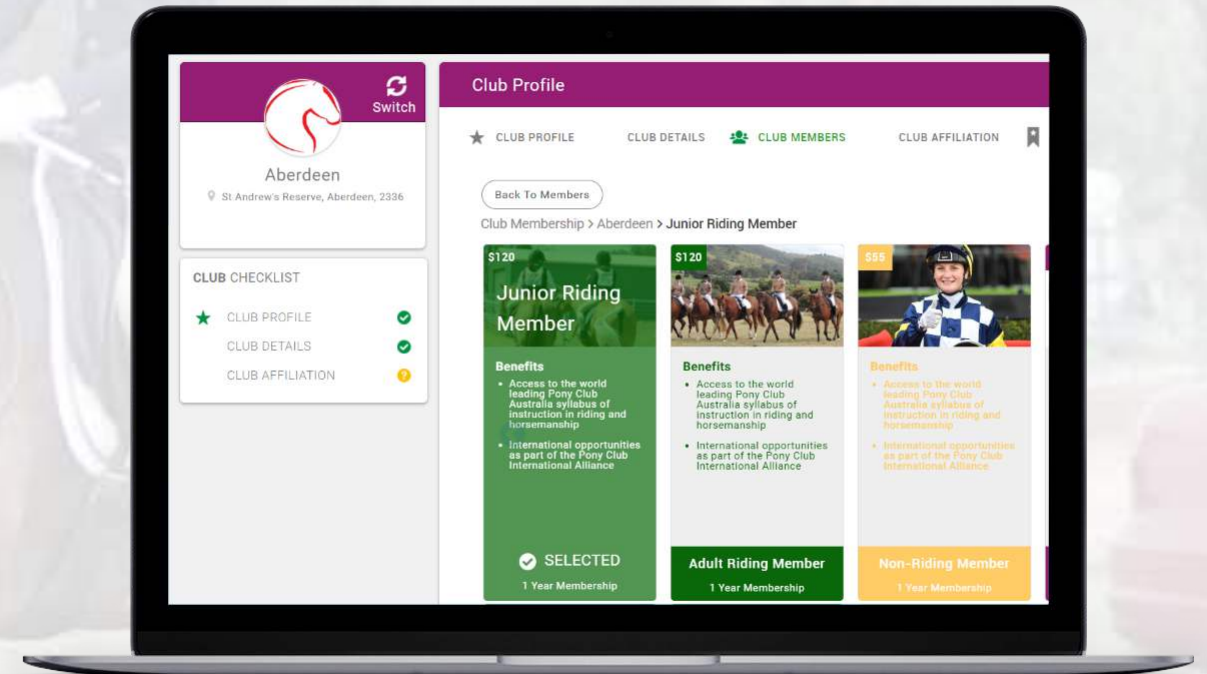 Switch
Aberdeen
St Andrew's Reserve, Aberdeen, 2336
CLUB CHECKLIST
CLUB PROFILE
CLUB DETAILS
CLUB AFFILIATION
?
Club Profile
CLUB PROFILE
CLUB DETAILS
CLUB MEMBERS
CLUB AFFILIATION
Back To Members
Club Membership > Aberdeen > Junior Riding Member
$120
Junior Riding
Member
Benefits
• Access to the world
leading Pony Club
Australia syllabus of
instruction in riding and
horsemanship
• International opportunities
as part of the Pony Club
International Alliance
SELECTED
1 Year Membership
$120
Benefits
• Access to the world
leading Pony Club
Australia syllabus of
instruction in riding and
horsemanship
• International opportunities
as part of the Pony Club
International Alliance
Adult Riding Member
1 Year Membership
$55
Benefits
• Access to the world
leading Pony Club
Australia syllabus of
instruction in riding and
horsemanship
• International opportunities
as part of the Pony Club
International Alliance
Non-Riding Member
1 Year Membership